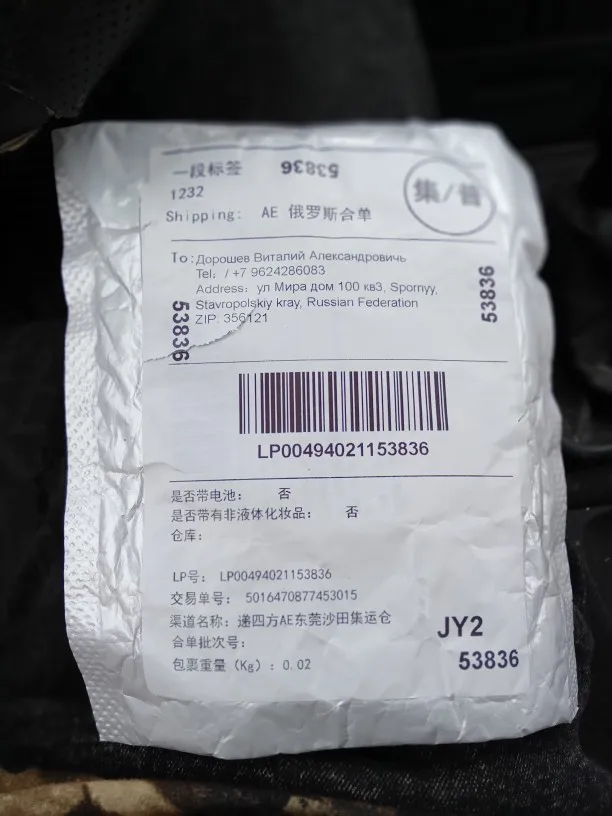 一段标签
53836
集/普
1232
Shipping: AE 俄罗斯合单
To: Дорошев Виталий Александровичь
Tel: / +7 9624286083
Address: ул Мира дом 100 кв3, Spornyy,
Stavropolskiy kray, Russian Federation
ZIP. 356121
53836
53836
LP00494021153836
是否带电池: 否
是否带有非液体化妆品: 否
仓库:
LP号: LP00494021153836
交易单号: 5016470877453015
渠道名称: 递四方AE东莞沙田集运仓
合单批次号:
包裹重量(Kg): 0.02
JY2
53836